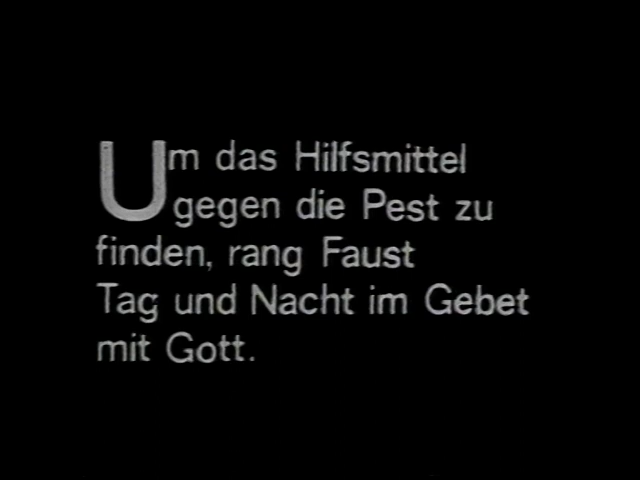 Um das Hilfsmittel
gegen die Pest zu
finden, rang Faust
Tag und Nacht im Gebet
mit Gott.